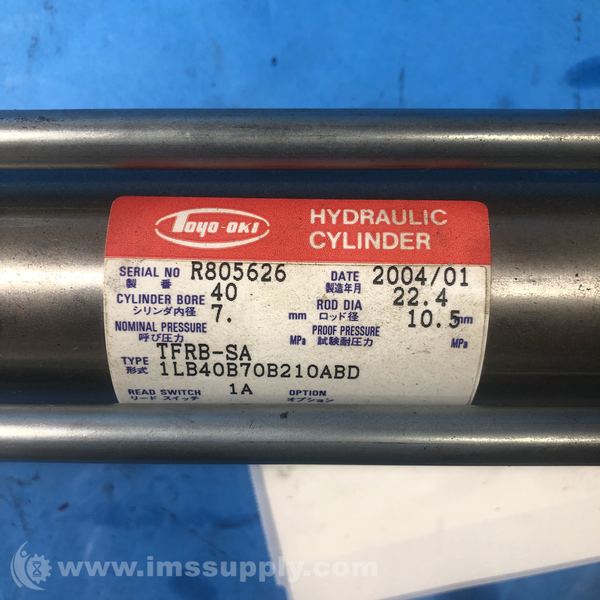 TOYO-OKI
HYDRAULIC
CYLINDER
SERIAL NO R805626 DATE 2004/01
製番 製造年月
CYLINDER BORE 40 ROD DIA 22.4
シリンダ内径 mm ロッド径 mm
NOMINAL PRESSURE 7. PROOF PRESSURE 10.5
呼び圧力 MPa 試験耐圧力 MPa
TYPE TFRB-SA
形式 1LB40B70B210ABD
READ SWITCH 1A OPTION
リード スイッチ オプション
www.imssupply.com